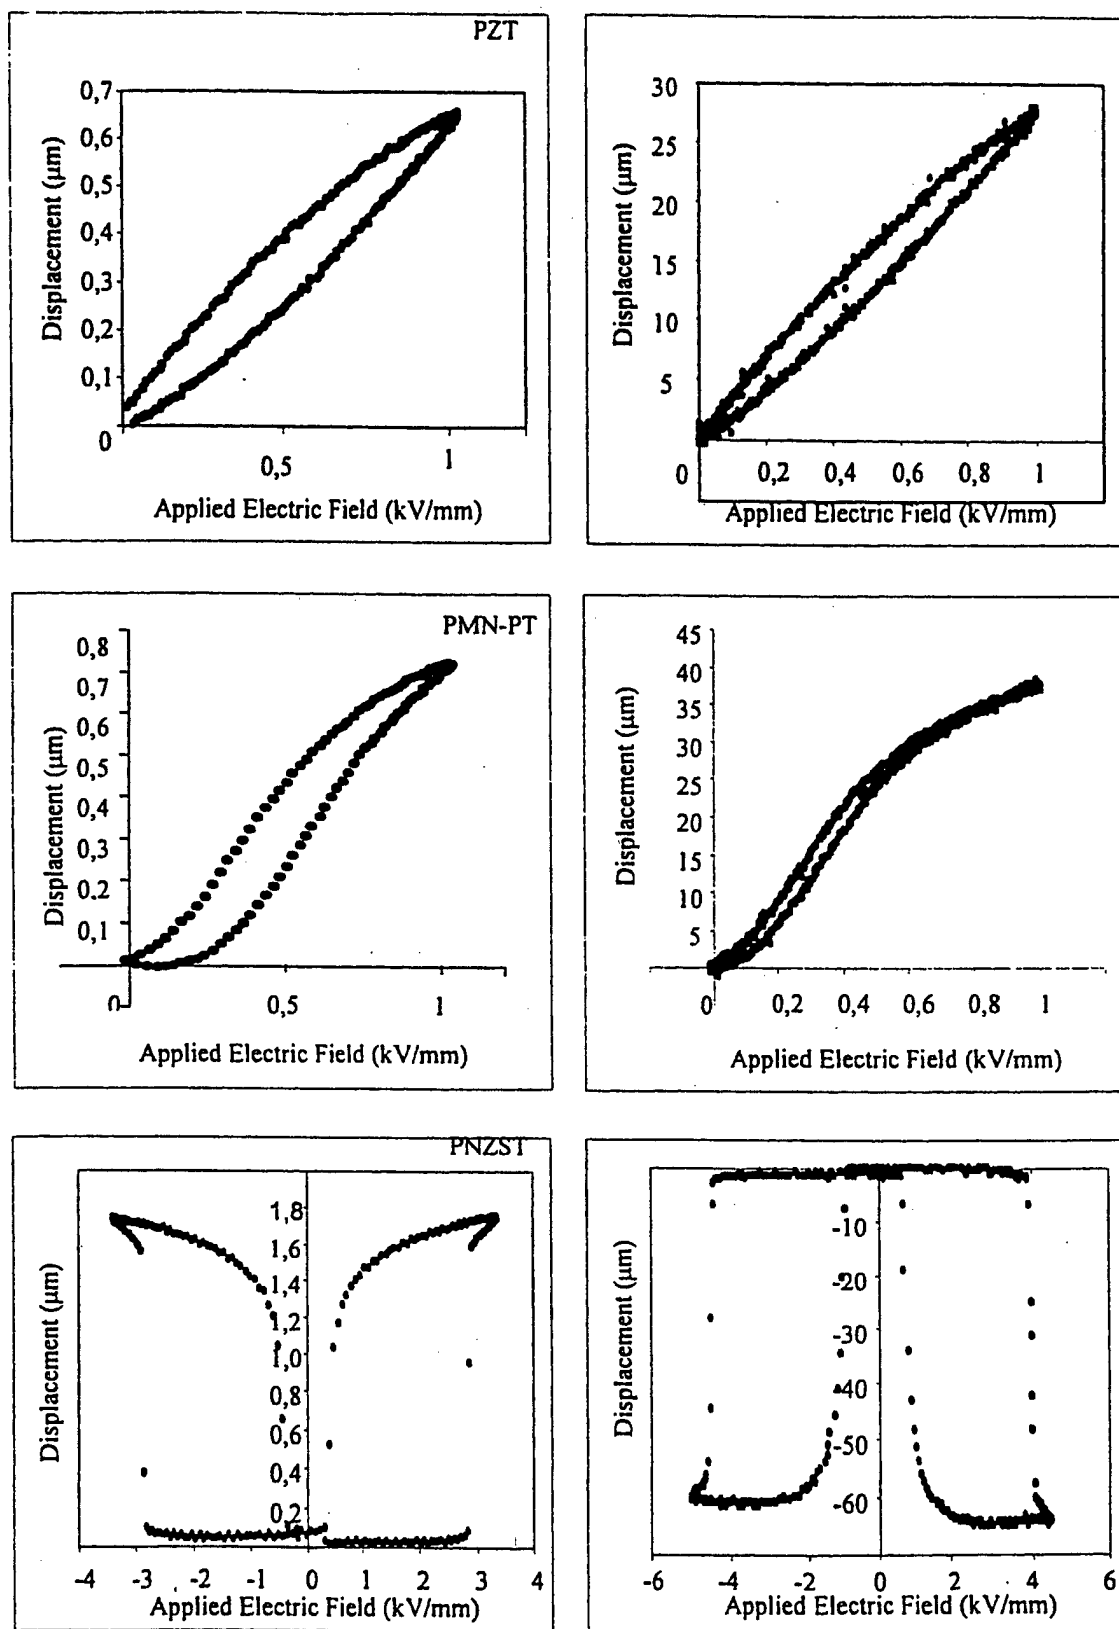 PZT
0,7
0,6
0,5
0,4
0,3
0,2
0,1
0
0,5 1
Displacement (μm)
Applied Electric Field (kV/mm)
30
25
20
15
10
5
0 0,2 0,4 0,6 0,8 1
Displacement (μm)
Applied Electric Field (kV/mm)
PMN-PT
0,8
0,7
0,6
0,5
0,4
0,3
0,2
0,1
0
0,5 1
Displacement (μm)
Applied Electric Field (kV/mm)
45
40
35
30
25
20
15
10
5
0 0,2 0,4 0,6 0,8 1
Displacement (μm)
Applied Electric Field (kV/mm)
PNZST
1,8
1,6
1,4
1,2
1,0
0,8
0,6
0,4
0,2
-4 -3 -2 -1 0 1 2 3 4
Displacement (μm)
Applied Electric Field (kV/mm)
-10
-20
-30
-40
-50
-60
-6 -4 -2 0 2 4 6
Displacement (μm)
Applied Electric Field (kV/mm)